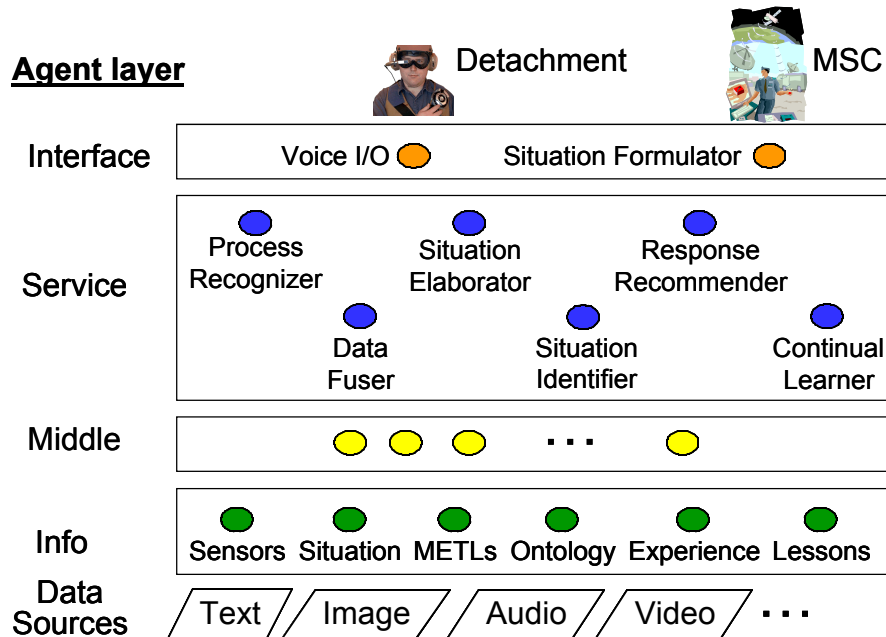 Agent layer
Detachment
MSC
Interface
Voice I/O
Situation Formulator
Service
Process
Recognizer
Situation
Elaborator
Response
Recommender
Data
Fuser
Situation
Identifier
Continual
Learner
Middle
...
Info
Sensors
Situation
METLs
Ontology
Experience
Lessons
Data
Sources
Text
Image
Audio
Video
...